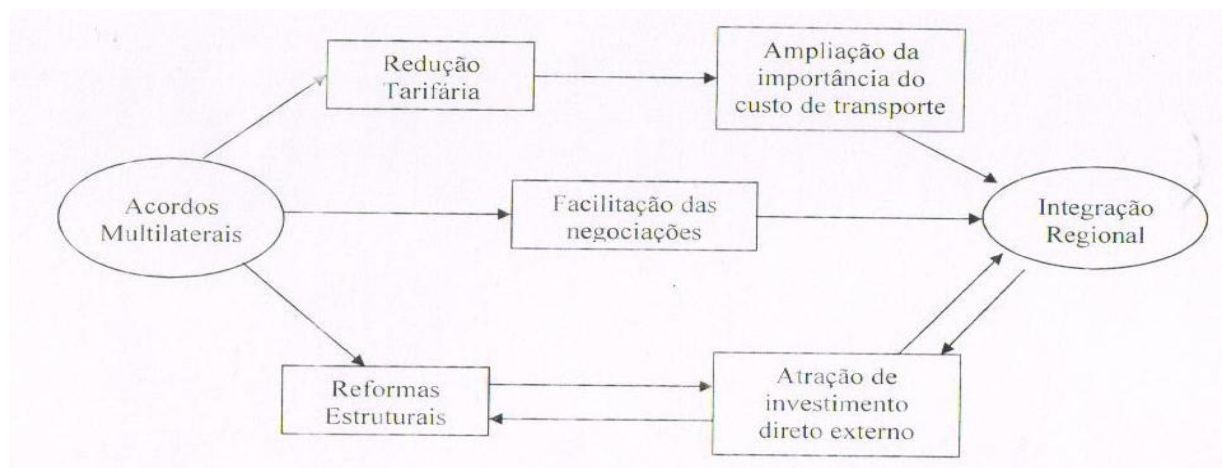 Redução
Tarifária
Ampliação da
importância do
custo de transporte
Acordos
Multilaterais
Facilitação das
negociações
Integração
Regional
Reformas
Estruturais
Atração de
investimento
direto externo